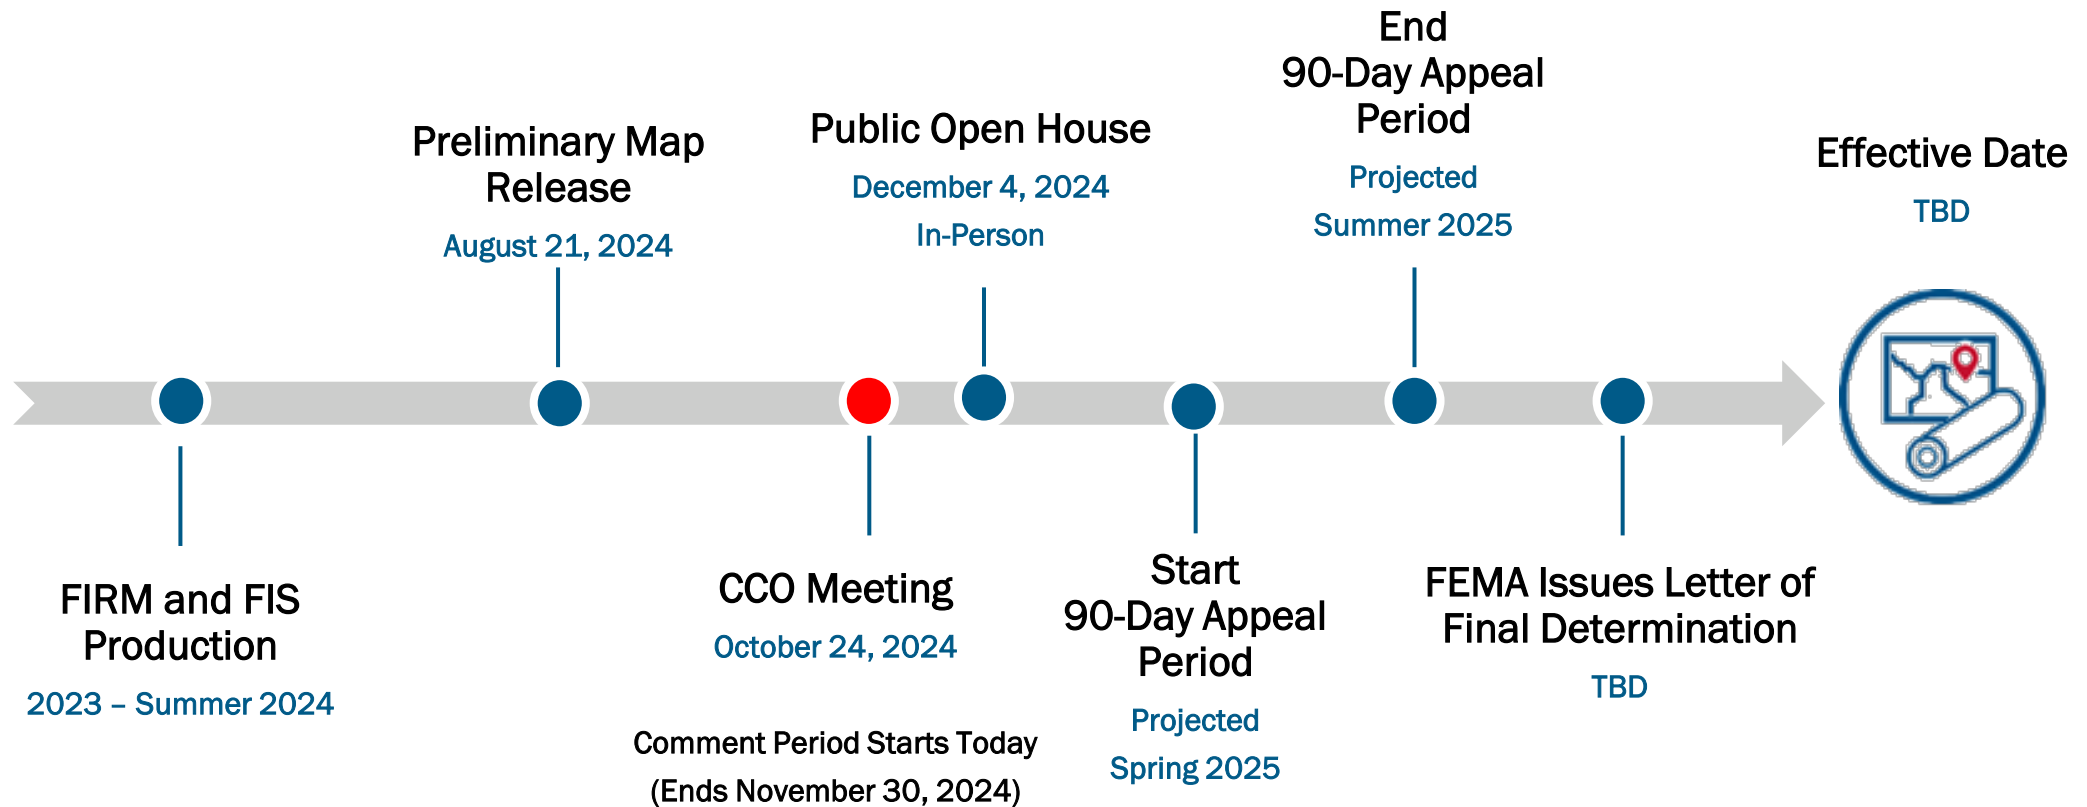 FIRM and FIS
Production
2023 – Summer 2024
Preliminary Map
Release
August 21, 2024
CCO Meeting
October 24, 2024
Comment Period Starts Today
(Ends November 30, 2024)
Public Open House
December 4, 2024
In-Person
Start
90-Day Appeal
Period
Projected
Spring 2025
End
90-Day Appeal
Period
Projected
Summer 2025
FEMA Issues Letter of
Final Determination
TBD
Effective Date
TBD